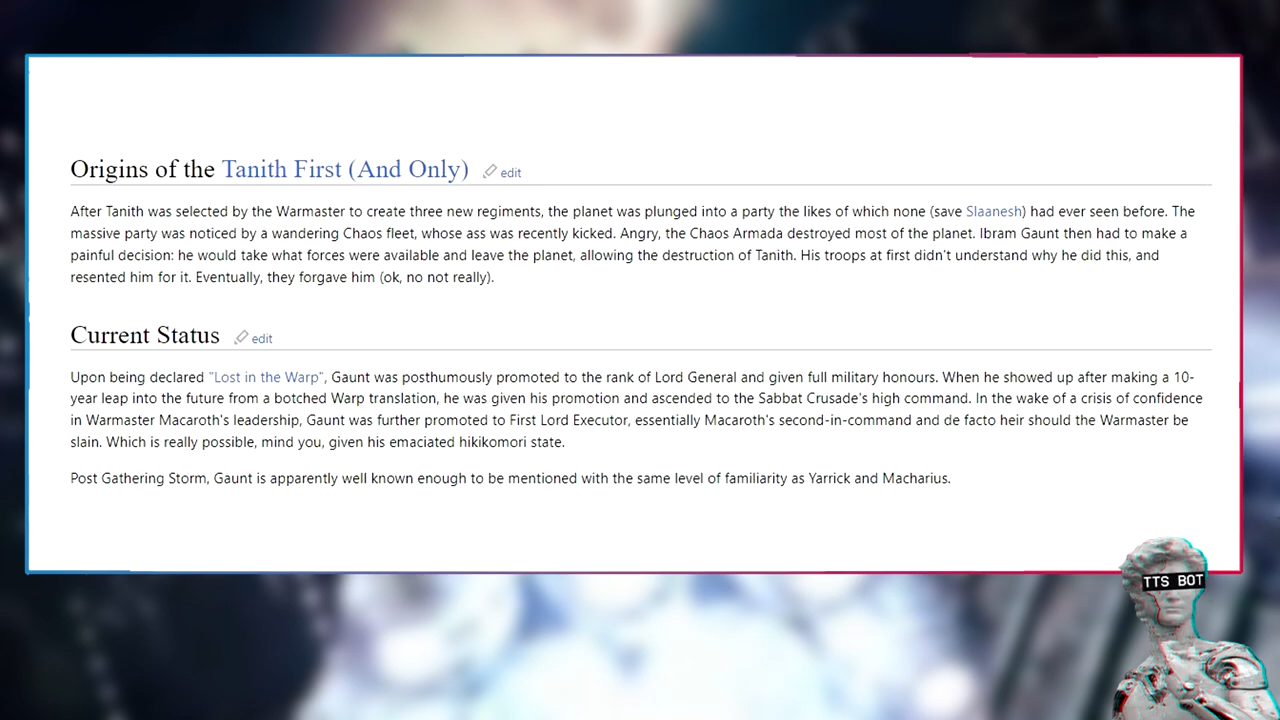 Origins of the Tanith First (And Only) edit
After Tanith was selected by the Warmaster to create three new regiments, the planet was plunged into a party the likes of which none (save Slaanesh) had ever seen before. The
massive party was noticed by a wandering Chaos fleet, whose ass was recently kicked. Angry, the Chaos Armada destroyed most of the planet. Ibram Gaunt then had to make a
painful decision: he would take what forces were available and leave the planet, allowing the destruction of Tanith. His troops at first didn't understand why he did this, and
resented him for it. Eventually, they forgave him (ok, no not really).
Current Status edit
Upon being declared "Lost in the Warp", Gaunt was posthumously promoted to the rank of Lord General and given full military honours. When he showed up after making a 10-
year leap into the future from a botched Warp translation, he was given his promotion and ascended to the Sabbat Crusade's high command. In the wake of a crisis of confidence
in Warmaster Macaroth's leadership, Gaunt was further promoted to First Lord Executor, essentially Macaroth's second-in-command and de facto heir should the Warmaster be
slain. Which is really possible, mind you, given his emaciated hikikomori state.
Post Gathering Storm, Gaunt is apparently well known enough to be mentioned with the same level of familiarity as Yarrick and Macharius.
TTS BOT